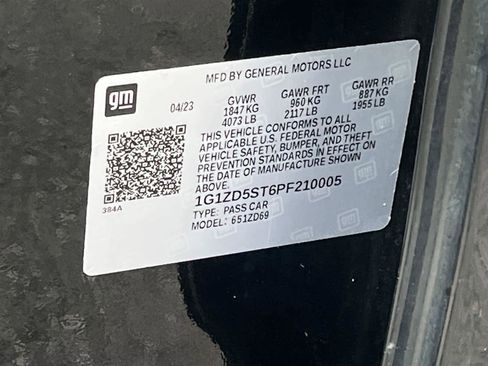 MFD BY GENERAL MOTORS LLC
gm
04/23
GVWR GAWR FRT GAWR RR
1847 KG 960 KG 887 KG
4073 LB 2117 LB 1955 LB
THIS VEHICLE CONFORMS TO ALL
APPLICABLE U.S. FEDERAL MOTOR
VEHICLE SAFETY, BUMPER, AND THEFT
PREVENTION STANDARDS IN EFFECT ON
THE DATE OF MANUFACTURE SHOWN
ABOVE.
1G1ZD5ST6PF210005
TYPE: PASS CAR
MODEL: 651ZD69
384A